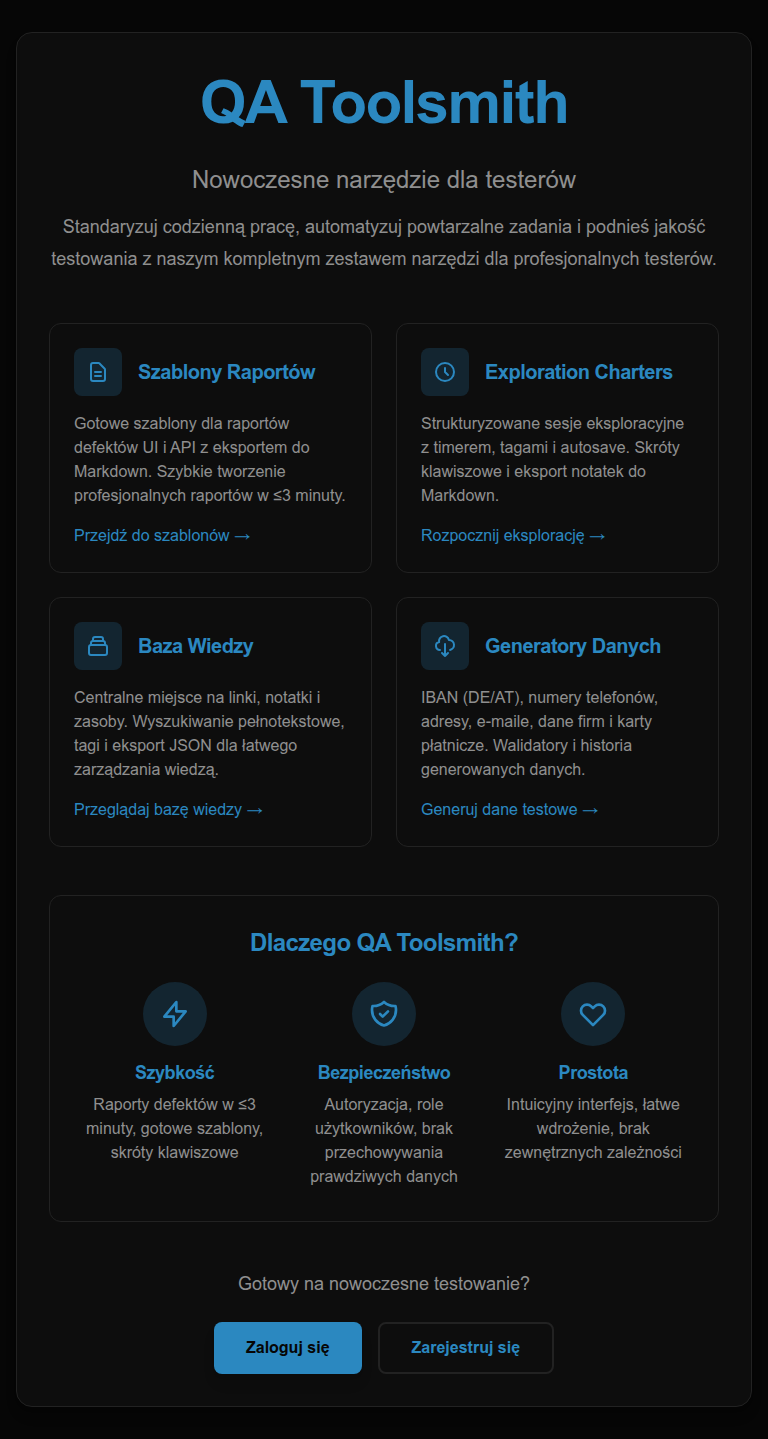 QA Toolsmith
Nowoczesne narzędzie dla testerów
Standaryzuj codzienną pracę, automatyzuj powtarzalne zadania i podnieś jakość
testowania z naszym kompletnym zestawem narzędzi dla profesjonalnych testerów.
Szablony Raportów
Gotowe szablony dla raportów
defektów UI i API z eksportem do
Markdown. Szybkie tworzenie
profesjonalnych raportów w ≤3 minuty.
Przejdź do szablonów →
Exploration Charters
Strukturyzowane sesje eksploracyjne
z timerem, tagami i autosave. Skróty
klawiszowe i eksport notatek do
Markdown.
Rozpocznij eksplorację →
Baza Wiedzy
Centralne miejsce na linki, notatki i
zasoby. Wyszukiwanie pełnotekstowe,
tagi i eksport JSON dla łatwego
zarządzania wiedzą.
Przeglądaj bazę wiedzy →
Generatory Danych
IBAN (DE/AT), numery telefonów,
adresy, e-maile, dane firm i karty
płatnicze. Walidatory i historia
generowanych danych.
Generuj dane testowe →
Dlaczego QA Toolsmith?
Szybkość
Raporty defektów w ≤3
minuty, gotowe szablony,
skróty klawiszowe
Bezpieczeństwo
Autoryzacja, role
użytkowników, brak
przechowywania
prawdziwych danych
Prostota
Intuicyjny interfejs, łatwe
wdrożenie, brak
zewnętrznych zależności
Gotowy na nowoczesne testowanie?
Zaloguj się
Zarejestruj się